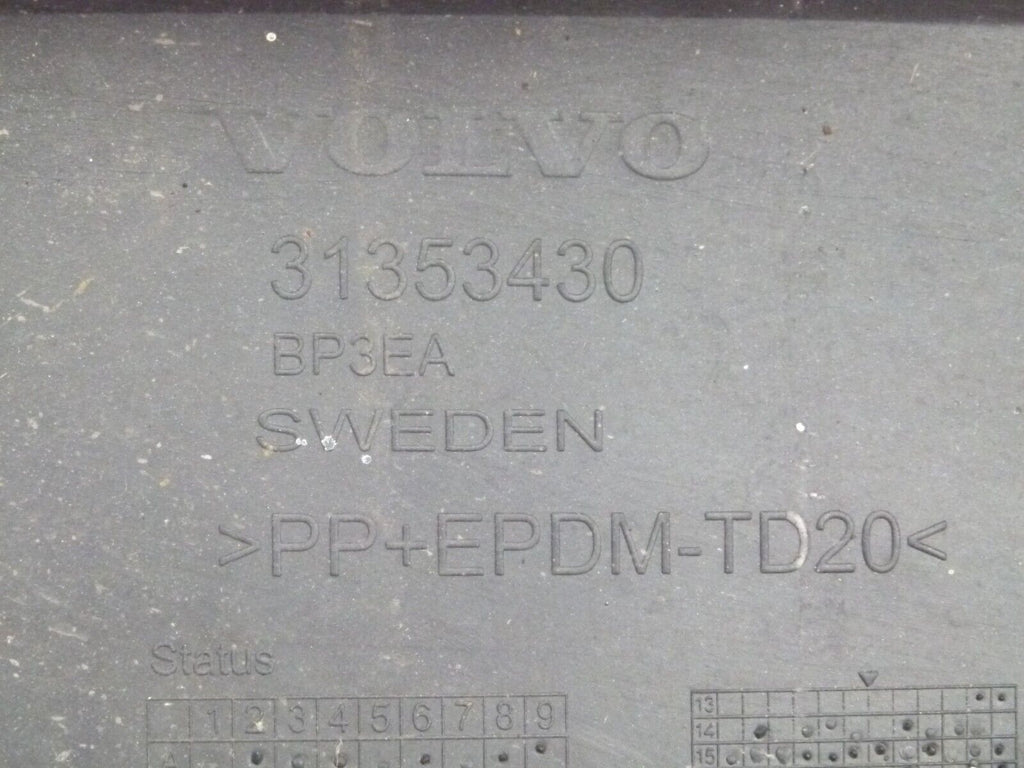 VOLVO
31353430
BP3EA
SWEDEN
>PP+EPDM-TD20<
Status
1 2 3 4 5 6 7 8 9
A
13
14
15